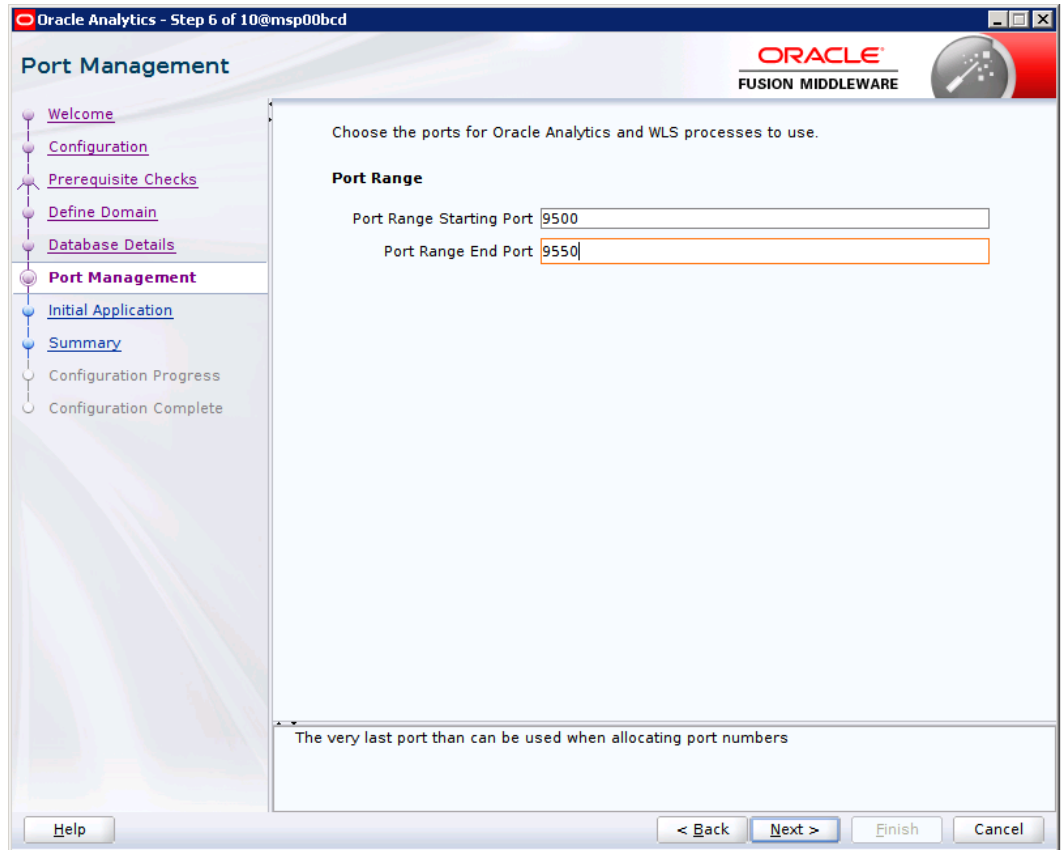 Oracle Analytics - Step 6 of 10@msp00bcd
Port Management
ORACLE
FUSION MIDDLEWARE
Welcome
Configuration
Prerequisite Checks
Define Domain
Database Details
Port Management
Initial Application
Summary
Configuration Progress
Configuration Complete
Choose the ports for Oracle Analytics and WLS processes to use.
Port Range
Port Range Starting Port 9500
Port Range End Port 9550
The very last port than can be used when allocating port numbers
Help < Back Next > Finish Cancel